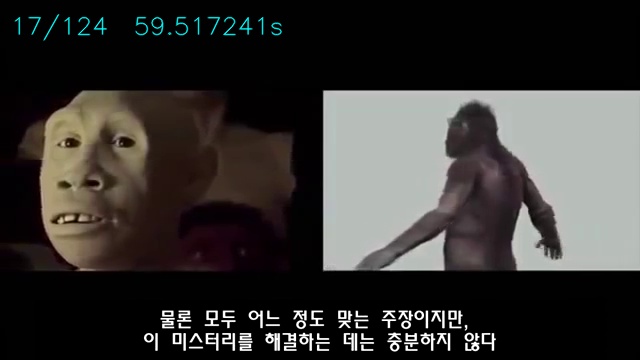 17/124 59.517241s
물론 모두 어느 정도 맞는 주장이지만,
이 미스터리를 해결하는 데는 충분하지 않다